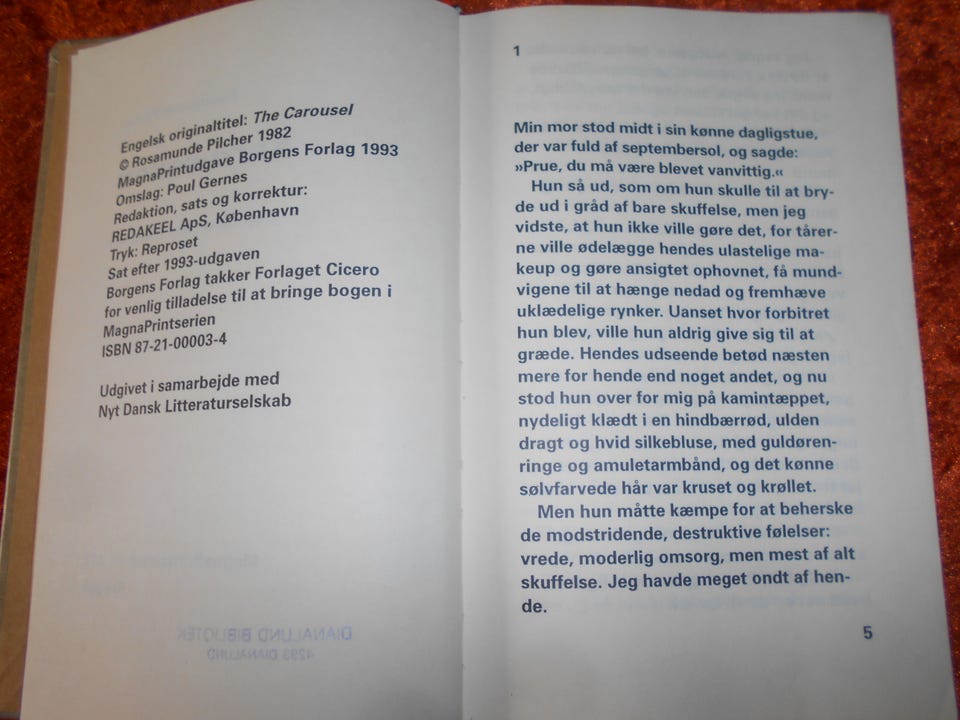 Engelsk originaltitel: The Carousel
© Rosamunde Pilcher 1982
MagnaPrintudgave Borgens Forlag 1993
Omslag: Poul Gernes
Redaktion, sats og korrektur:
REDAKEEL ApS, København
Tryk: Reproset
Sat efter 1993-udgaven
Borgens Forlag takker Forlaget Cicero
for venlig tilladelse til at bringe bogen i
MagnaPrintserien
ISBN 87-21-00003-4
Udgivet i samarbejde med
Nyt Dansk Litteraturselskab
DIANALUND BIBLIOTEK
4293 DIANALUND
1
Min mor stod midt i sin kønne dagligstue,
der var fuld af septembersol, og sagde:
»Prue, du må være blevet vanvittig.«
Hun så ud, som om hun skulle til at bry-
de ud i gråd af bare skuffelse, men jeg
vidste, at hun ikke ville gøre det, for tårer-
ne ville ødelægge hendes ulastelige ma-
keup og gøre ansigtet ophovnet, få mund-
vigene til at hænge nedad og fremhæve
uklædelige rynker. Uanset hvor forbitret
hun blev, ville hun aldrig give sig til at
græde. Hendes udseende betød næsten
mere for hende end noget andet, og nu
stod hun over for mig på kamintæppet,
nydeligt klædt i en hindbærrød, ulden
dragt og hvid silkebluse, med guldøren-
ringe og amuletarmbånd, og det kønne
sølvfarvede hår var kruset og krøllet.
Men hun måtte kæmpe for at beherske
de modstridende, destruktive følelser:
vrede, moderlig omsorg, men mest af alt
skuffelse. Jeg havde meget ondt af hen-
de.
5